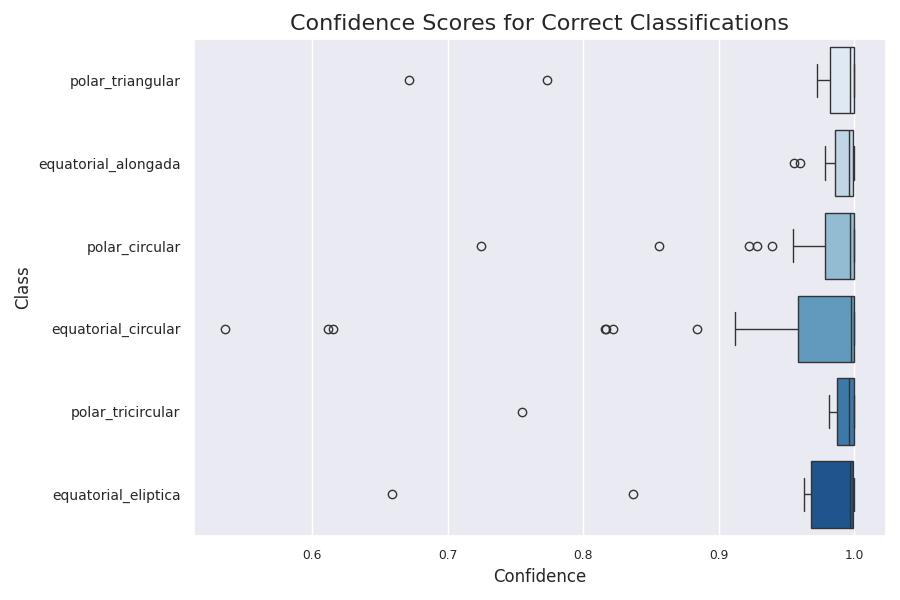 Confidence Scores for Correct Classifications
polar_triangular
equatorial_alongada
polar_circular
equatorial_circular
polar_tricircular
equatorial_eliptica
Class
0.6 0.7 0.8 0.9 1.0
Confidence